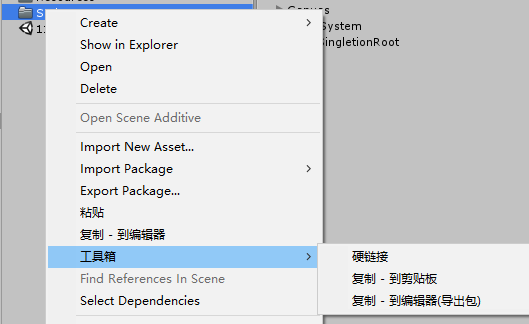 Create
Show in Explorer
Open
Delete
Open Scene Additive
Import New Asset...
Import Package
Export Package...
粘贴
复制 - 到编辑器
工具箱
Find References In Scene
Select Dependencies
硬链接
复制 - 到剪贴板
复制 - 到编辑器(导出包)
System
SingletionRoot